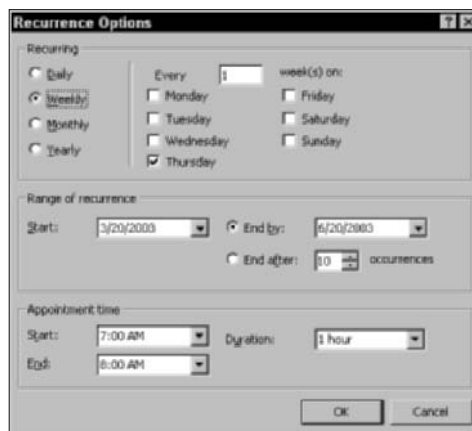 Recurrence Options
Recurring
Daily
Weekly
Monthly
Yearly
Every 1 week(s) on:
Monday
Tuesday
Wednesday
Thursday
Friday
Saturday
Sunday
Range of recurrence
Start: 3/20/2003
End by: 6/20/2003
End after: 10 occurrences
Appointment time
Start: 7:00 AM
End: 8:00 AM
Duration: 1 hour
OK Cancel